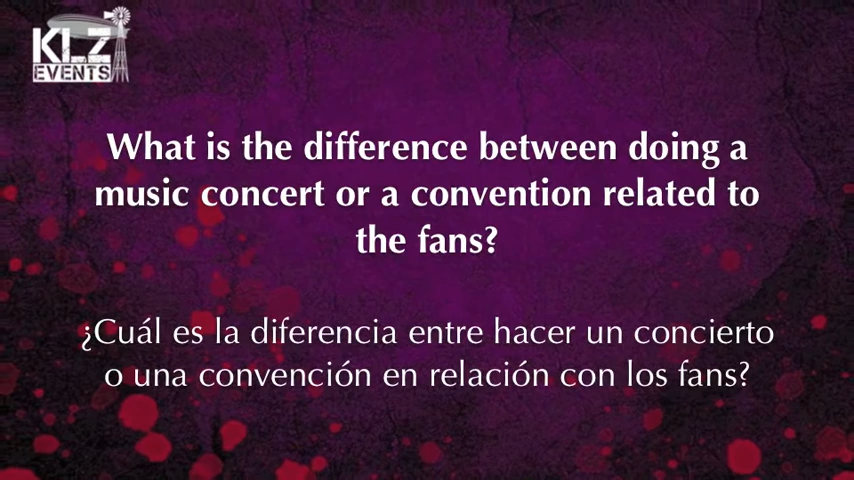 KLZ
EVENTS
What is the difference between doing a
music concert or a convention related to
the fans?
¿Cuál es la diferencia entre hacer un concierto
o una convención en relación con los fans?